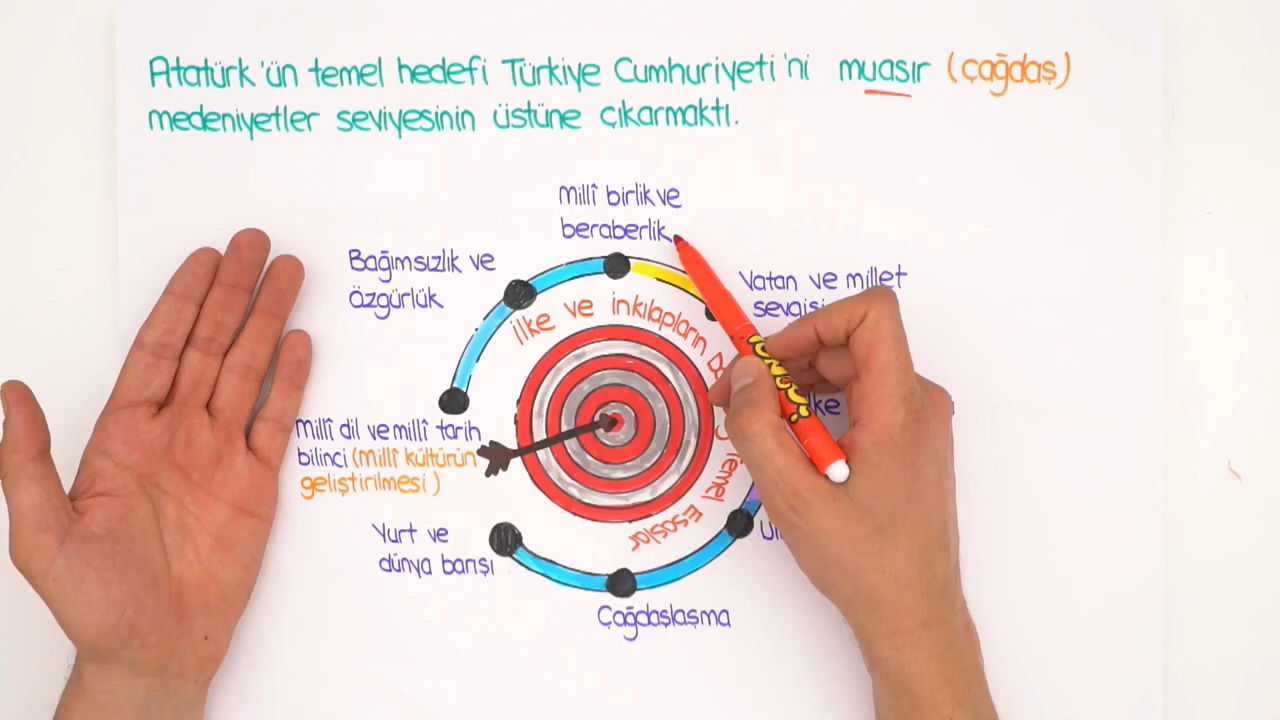 Atatürk'ün temel hedefi Türkiye Cumhuriyeti'ni muasır (çağdaş)
medeniyetler seviyesinin üstüne çıkarmaktı.
Millî birlik ve
beraberlik
Bağımsızlık ve
özgürlük
Vatan ve millet
sevgisi
İlke ve inkılapların
Temel Esaslar
millî dil ve millî tarih
bilinci (millî kültürün
geliştirilmesi)
Yurt ve
dünya barışı
Çağdaşlaşma